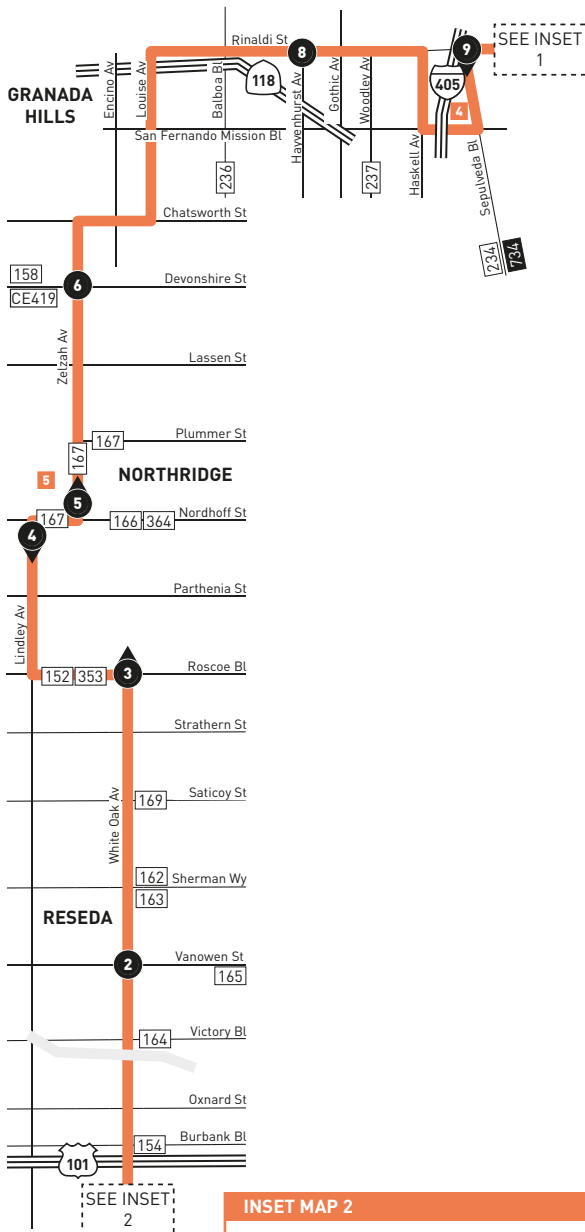 Rinaldi St
8
9
SEE INSET
1
118
405
4
GRANADA
HILLS
Encino Av
Louise Av
Balboa Bl
Hayvenhurst Av
Gothic Av
Woodley Av
San Fernando Mission Bl
Haskell Av
Sepulveda Bl
236
237
234
734
Chatsworth St
158
CE419
6
Devonshire St
Zelzah Av
Lassen St
167
Plummer St
167
5
NORTHRIDGE
5
167
166
364
Nordhoff St
4
Parthenia St
Lindley Av
152
353
3
Roscoe Bl
Strathern St
White Oak Av
169
Saticoy St
162
Sherman Wy
163
RESEDA
2
Vanowen St
165
164
Victory Bl
Oxnard St
154
Burbank Bl
101
SEE INSET
2
INSET MAP 2